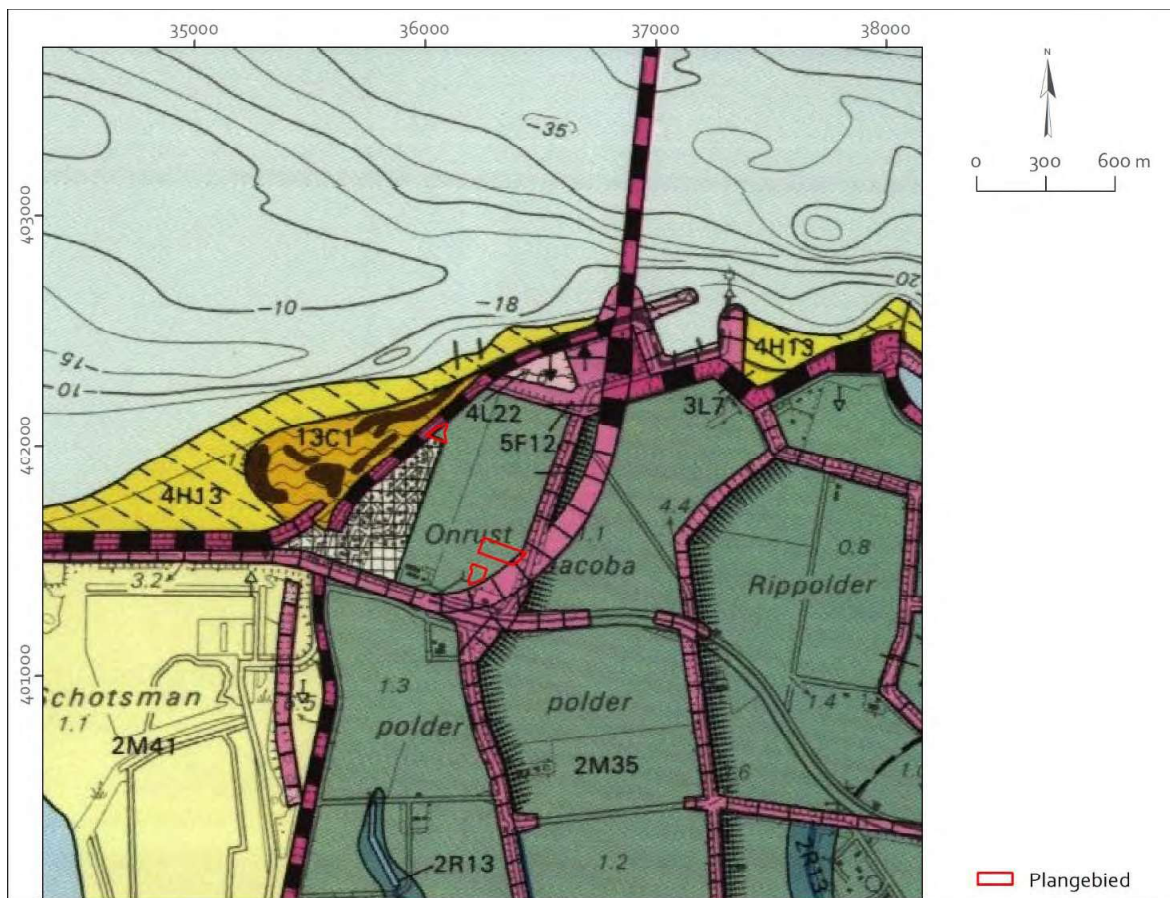 35000 36000 37000 38000
N
-35
0 300 600 m
403000
-10 -18 20
15
10
4H13
4L22 3L7
13C1 5F12
402000
4H13 4.4
Onrust 1.1 0.8
Jacoba
3.2 Rippolder
401000
1.3 1.4
Schotsman polder
1.1 polder
2M41 2M35
1.2
2R13 2R13
Plangebied